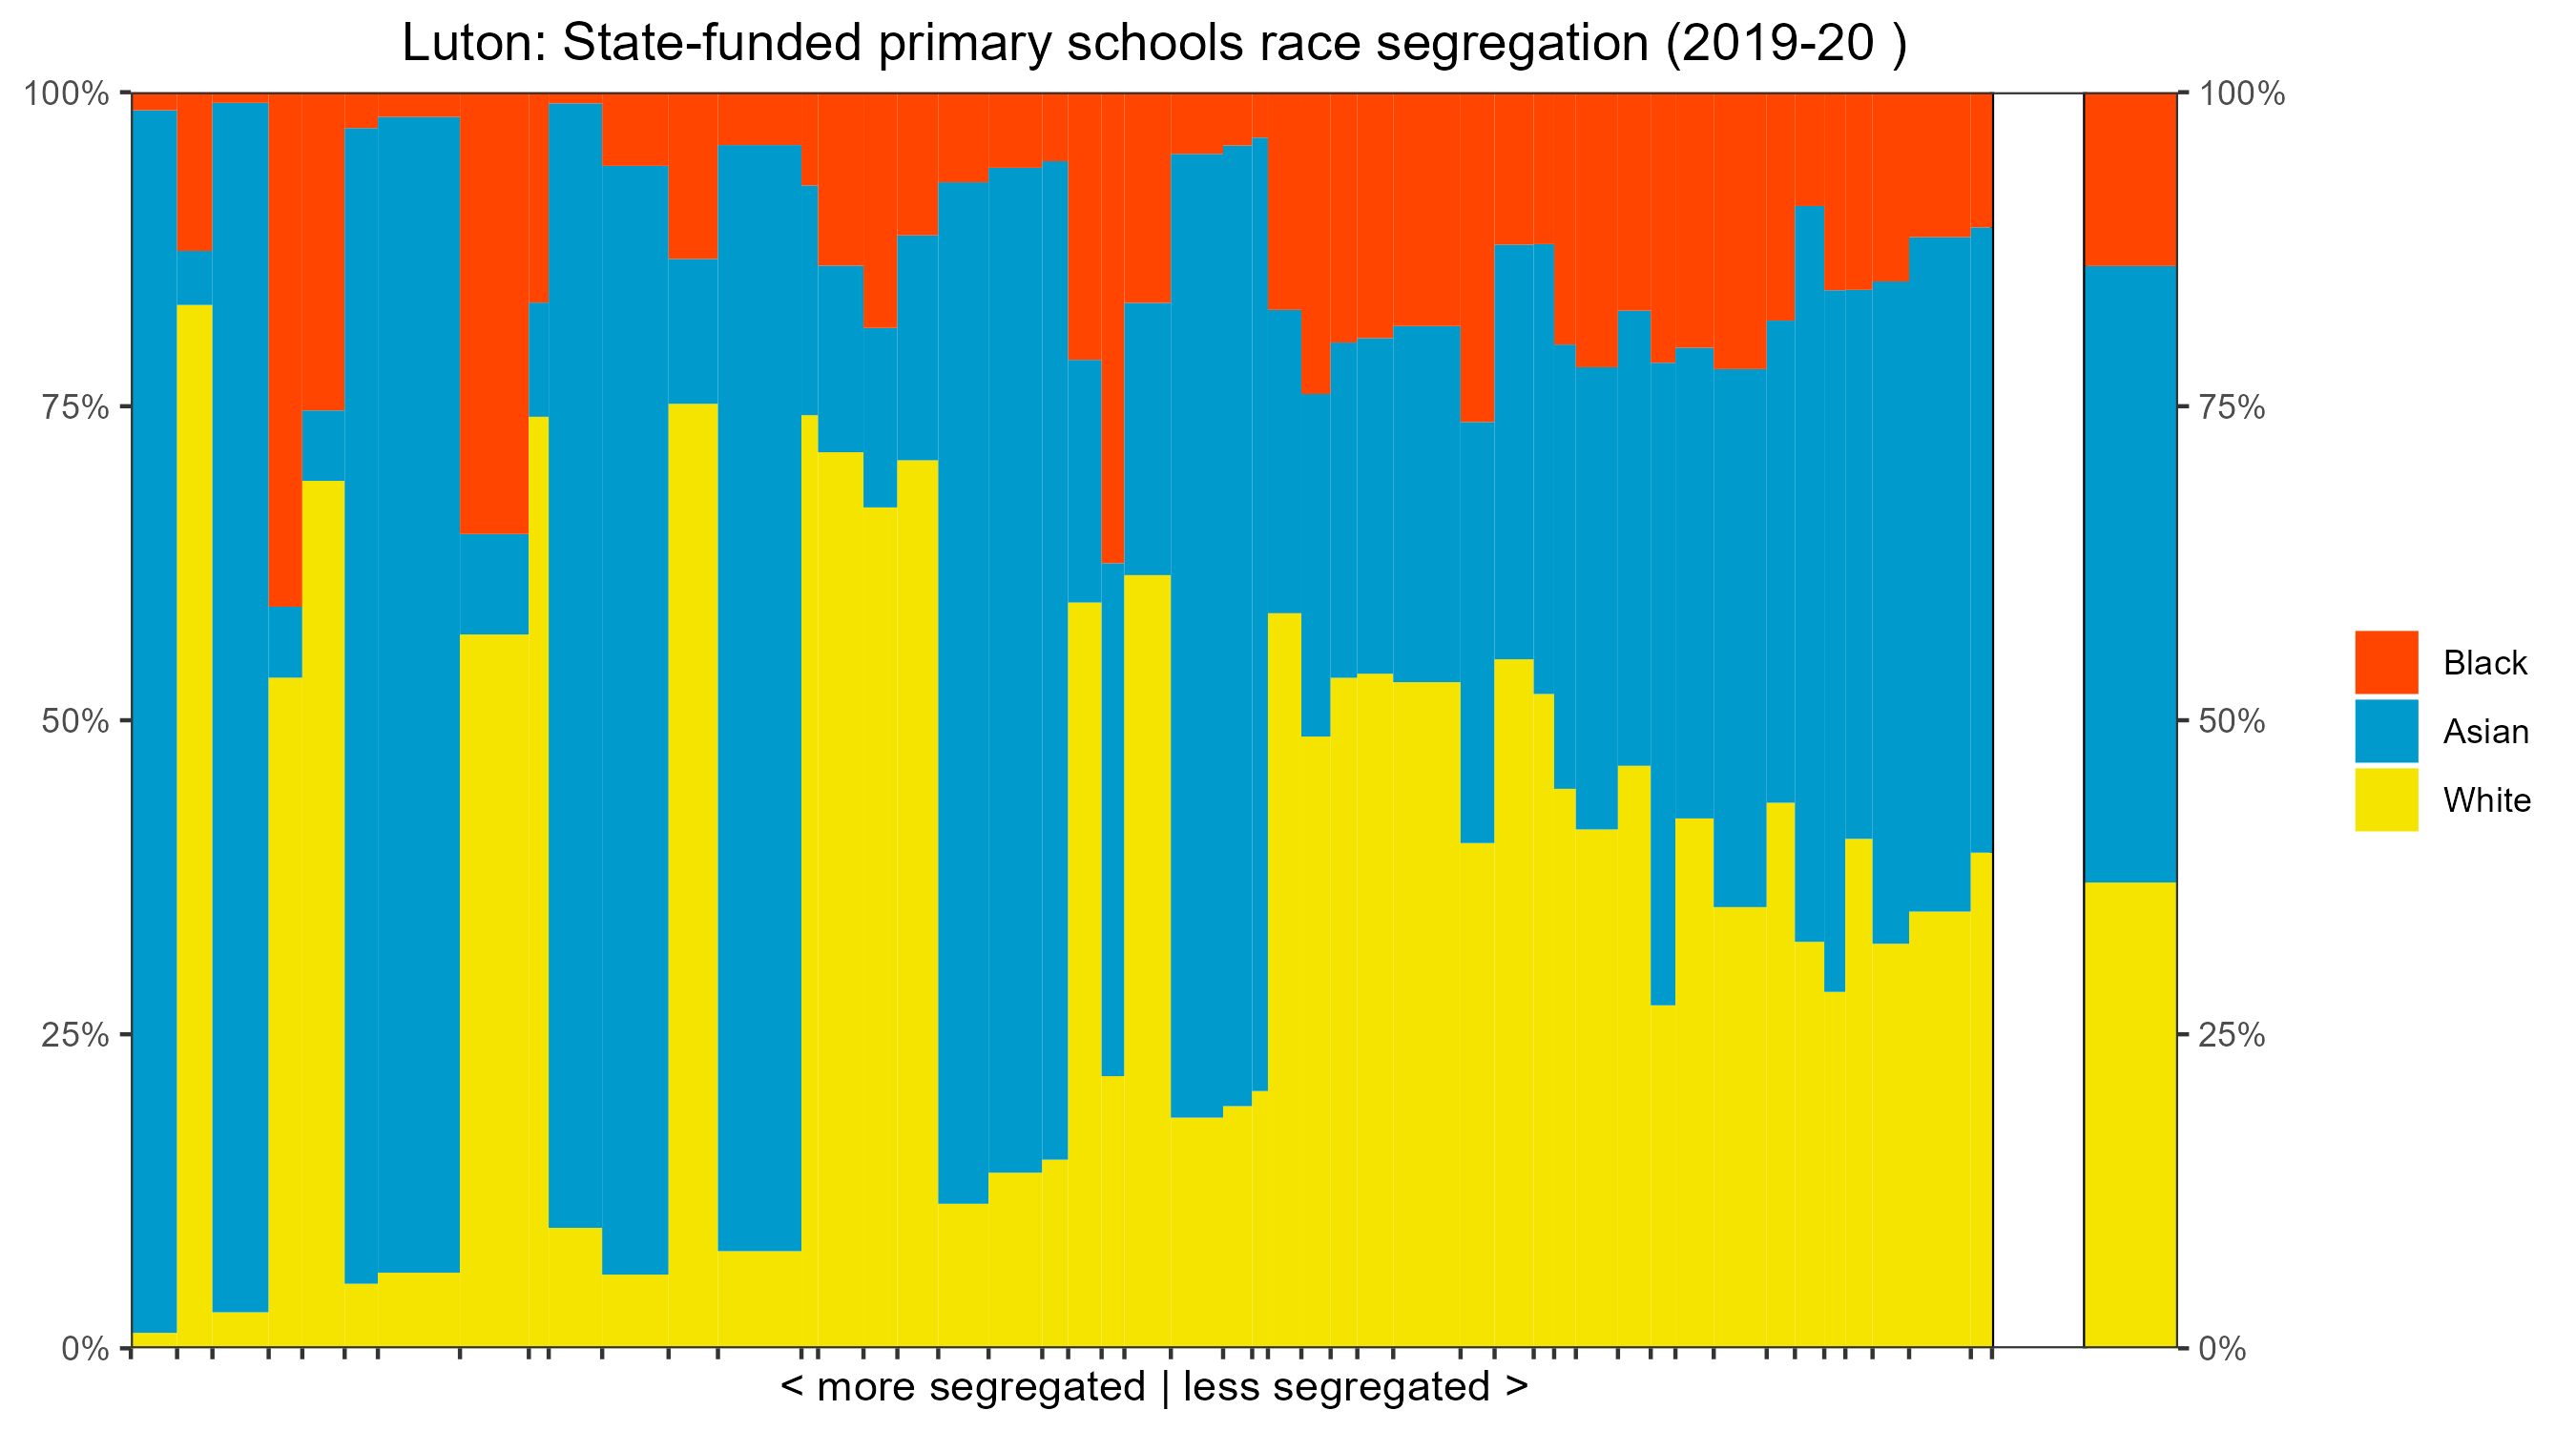 Luton: State-funded primary schools race segregation (2019-20 )
100%
75%
50%
25%
0%
100%
75%
50%
25%
0%
Black
Asian
White
< more segregated | less segregated >